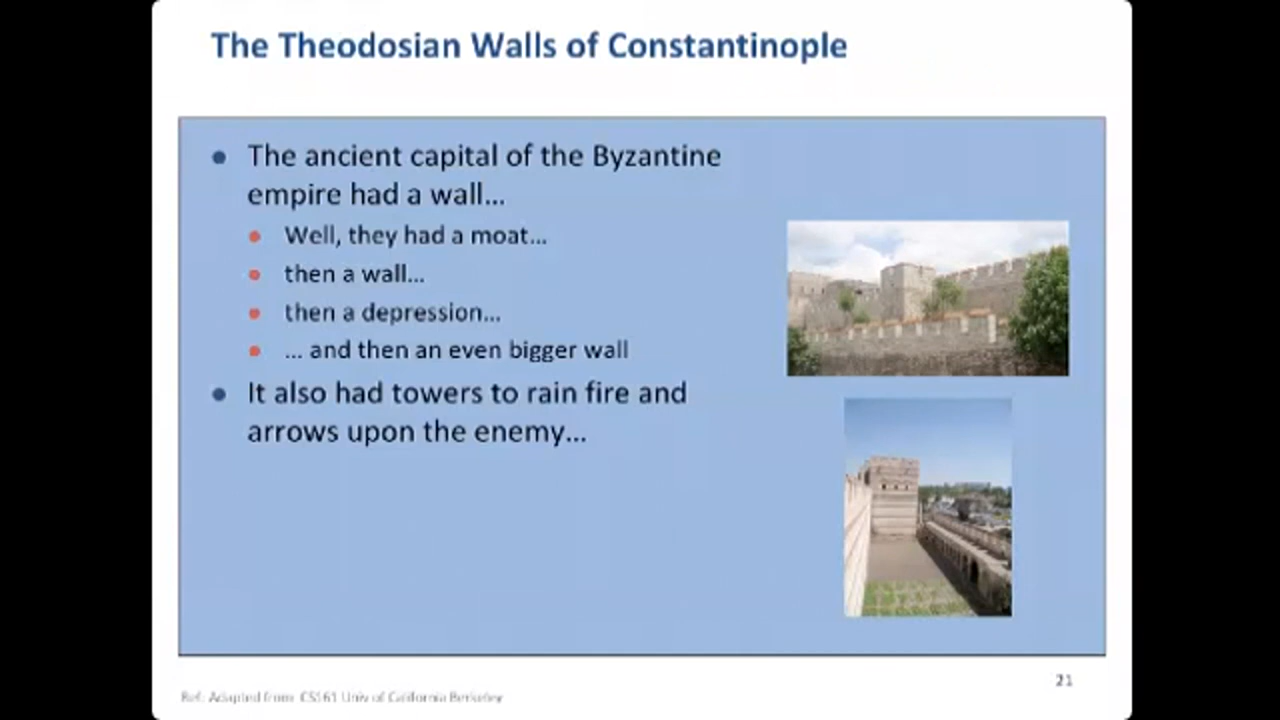 The Theodosian Walls of Constantinople
The ancient capital of the Byzantine
empire had a wall...
Well, they had a moat...
then a wall...
then a depression...
... and then an even bigger wall
It also had towers to rain fire and
arrows upon the enemy...
21
Ref: Adapted from: CS161 Univ of California Berkeley